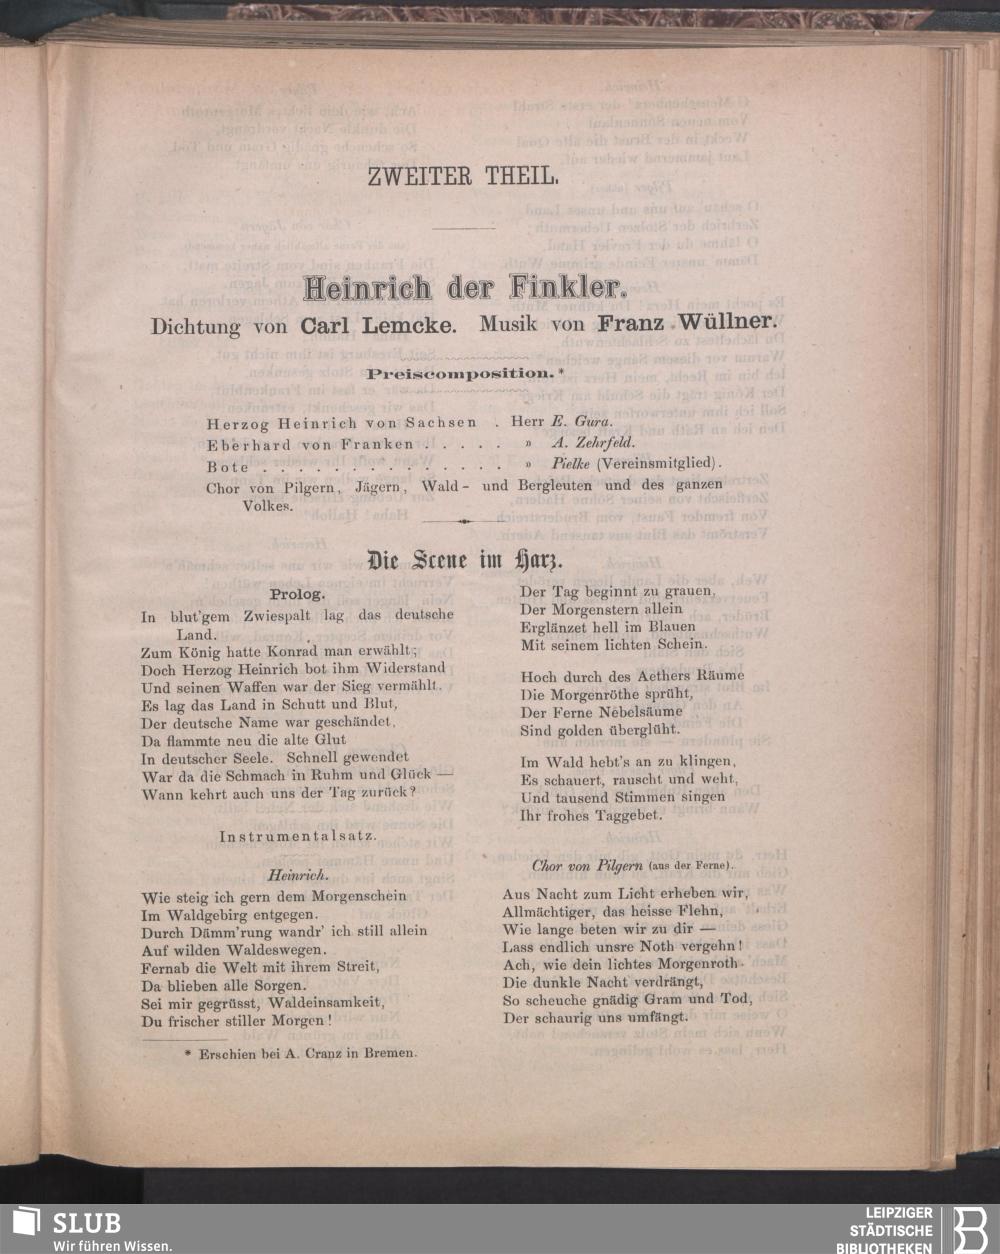 ZWEITER THEIL.
Heinrich der Finkler.
Dichtung von Carl Lemcke. Musik von Franz Wüllner.
Preiscomposition.*
Herzog Heinrich von Sachsen . Herr E. Gura.
Eberhard von Franken . . . . . » A. Zehrfeld.
Bote . . . . . . . . . . . . . . . » Pielke (Vereinsmitglied).
Chor von Pilgern, Jägern, Wald- und Bergleuten und des ganzen
Volkes.
Die Scene im Harz.
Prolog.
In blut'gem Zwiespalt lag das deutsche
Land.
Zum König hatte Konrad man erwählt;
Doch Herzog Heinrich bot ihm Widerstand
Und seinen Waffen war der Sieg vermählt.
Es lag das Land in Schutt und Blut,
Der deutsche Name war geschändet,
Da flammte neu die alte Glut
In deutscher Seele. Schnell gewendet
War da die Schmach in Ruhm und Glück —
Wann kehrt auch uns der Tag zurück?
Instrumentalsatz.
Heinrich.
Wie steig ich gern dem Morgenschein
Im Waldgebirg entgegen.
Durch Dämm'rung wandr' ich still allein
Auf wilden Waldeswegen.
Fernab die Welt mit ihrem Streit,
Da blieben alle Sorgen.
Sei mir gegrüsst, Waldeinsamkeit,
Du frischer stiller Morgen!
* Erschien bei A. Cranz in Bremen.
Der Tag beginnt zu grauen,
Der Morgenstern allein
Erglänzet hell im Blauen
Mit seinem lichten Schein.
Hoch durch des Aethers Räume
Die Morgenröthe sprüht,
Der Ferne Nebelsäume
Sind golden überglüht.
Im Wald hebt's an zu klingen,
Es schauert, rauscht und weht,
Und tausend Stimmen singen
Ihr frohes Taggebet.
Chor von Pilgern (aus der Ferne).
Aus Nacht zum Licht erheben wir,
Allmächtiger, das heisse Flehn,
Wie lange beten wir zu dir —
Lass endlich unsre Noth vergehn!
Ach, wie dein lichtes Morgenroth
Die dunkle Nacht verdrängt,
So scheuche gnädig Gram und Tod,
Der schaurig uns umfängt.
SLUB
Wir führen Wissen.
LEIPZIGER
STÄDTISCHE
BIBLIOTHEKEN